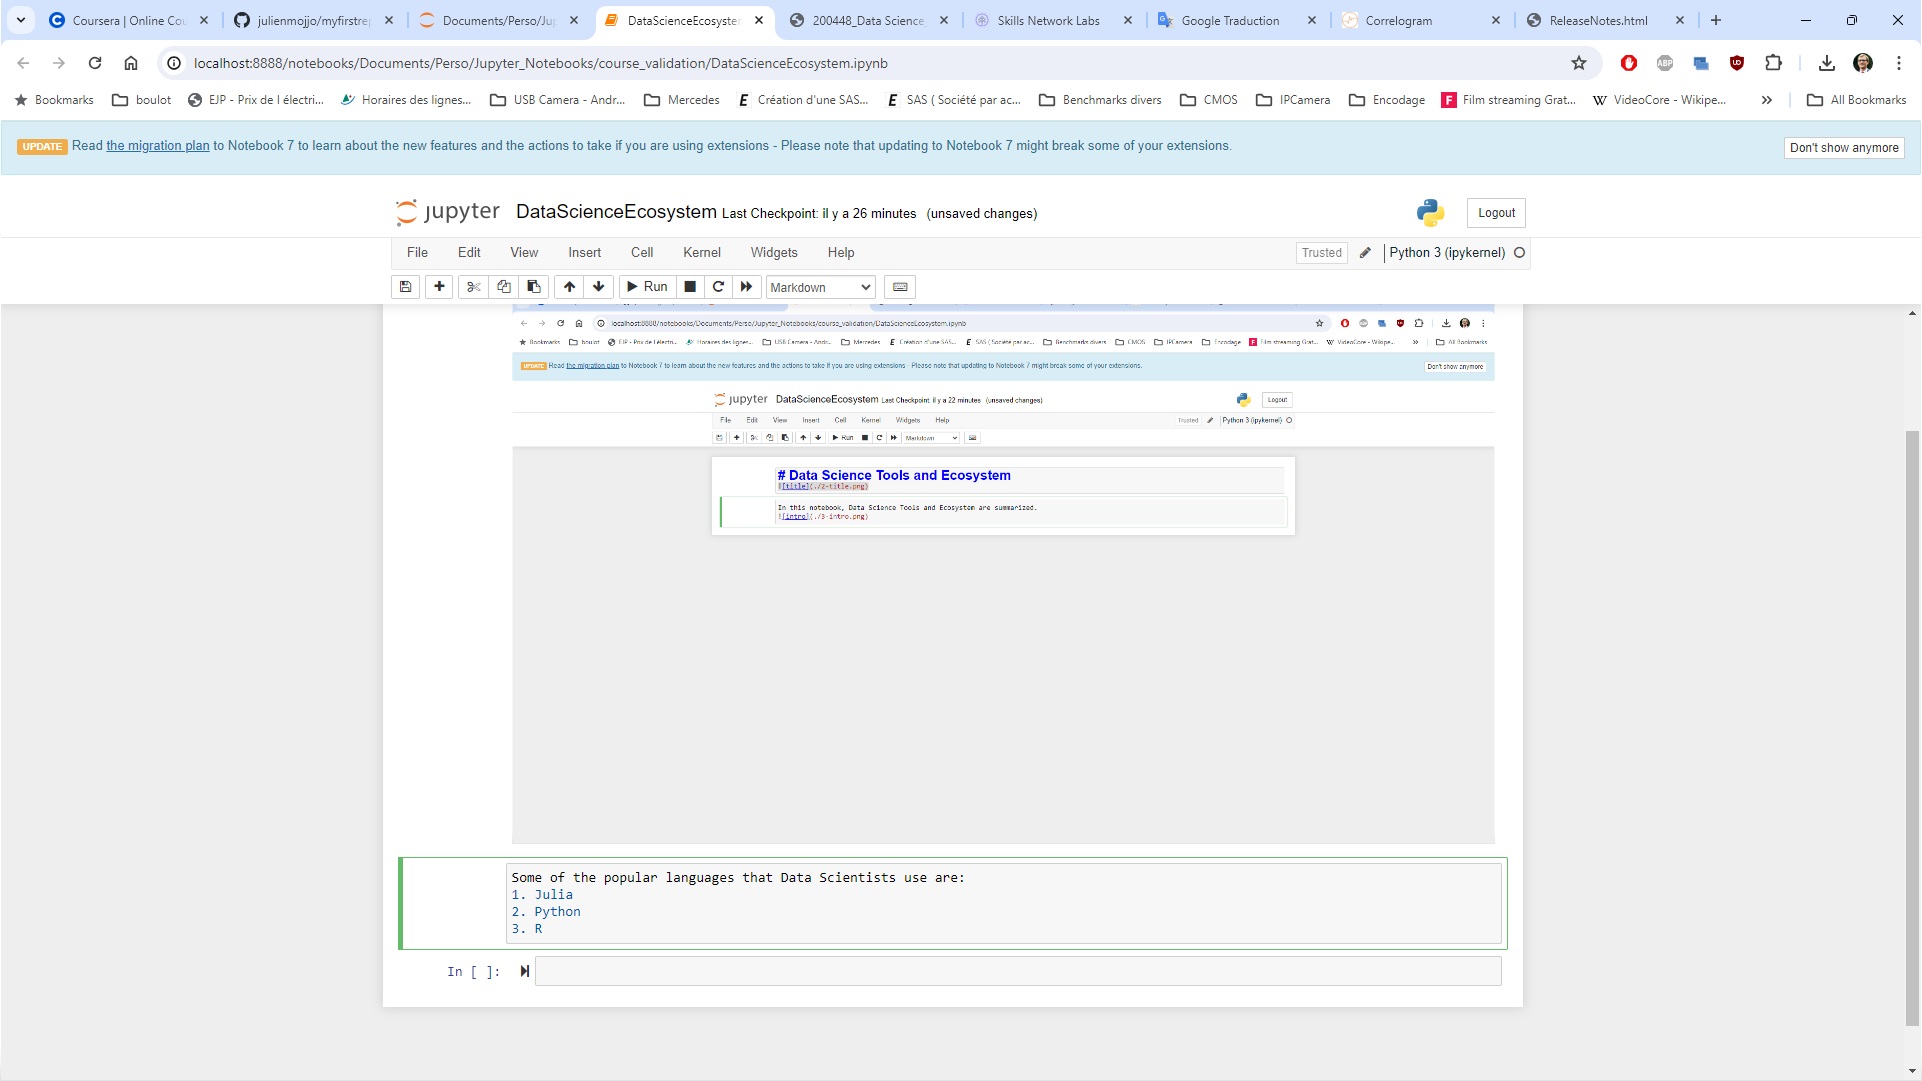 Coursera | Online Cou
julienmojjo/myfirstrep
Documents/Perso/Jup
DataScienceEcosystem
200448_Data Science
Skills Network Labs
Google Traduction
Correlogram
ReleaseNotes.html
localhost:8888/notebooks/Documents/Perso/Jupyter_Notebooks/course_validation/DataScienceEcosystem.ipynb
Bookmarks
boulot
EJP - Prix de l électri...
Horaires des lignes...
USB Camera - Andr...
Mercedes
Création d'une SAS...
SAS ( Société par ac...
Benchmarks divers
CMOS
IPCamera
Encodage
Film streaming Grat...
VideoCore - Wikipe...
All Bookmarks
UPDATE Read the migration plan to Notebook 7 to learn about the new features and the actions to take if you are using extensions - Please note that updating to Notebook 7 might break some of your extensions.
Don't show anymore
jupyter DataScienceEcosystem Last Checkpoint: il y a 26 minutes (unsaved changes)
Logout
File Edit View Insert Cell Kernel Widgets Help
Trusted Python 3 (ipykernel)
Run Markdown
localhost:8888/notebooks/Documents/Perso/Jupyter_Notebooks/course_validation/DataScienceEcosystem.ipynb
Bookmarks
boulot
EJP - Prix de l électri...
Horaires des lignes...
USB Camera - Andr...
Mercedes
Création d'une SAS...
SAS ( Société par ac...
Benchmarks divers
CMOS
IPCamera
Encodage
Film streaming Grat...
VideoCore - Wikipe...
All Bookmarks
UPDATE Read the migration plan to Notebook 7 to learn about the new features and the actions to take if you are using extensions - Please note that updating to Notebook 7 might break some of your extensions.
Don't show anymore
jupyter DataScienceEcosystem Last Checkpoint: il y a 22 minutes (unsaved changes)
Logout
File Edit View Insert Cell Kernel Widgets Help
Trusted Python 3 (ipykernel)
Run Markdown
# Data Science Tools and Ecosystem
![title](./2-title.png)
In this notebook, Data Science Tools and Ecosystem are summarized.
![intro](./3-intro.png)
Some of the popular languages that Data Scientists use are:
1. Julia
2. Python
3. R
In [ ]: